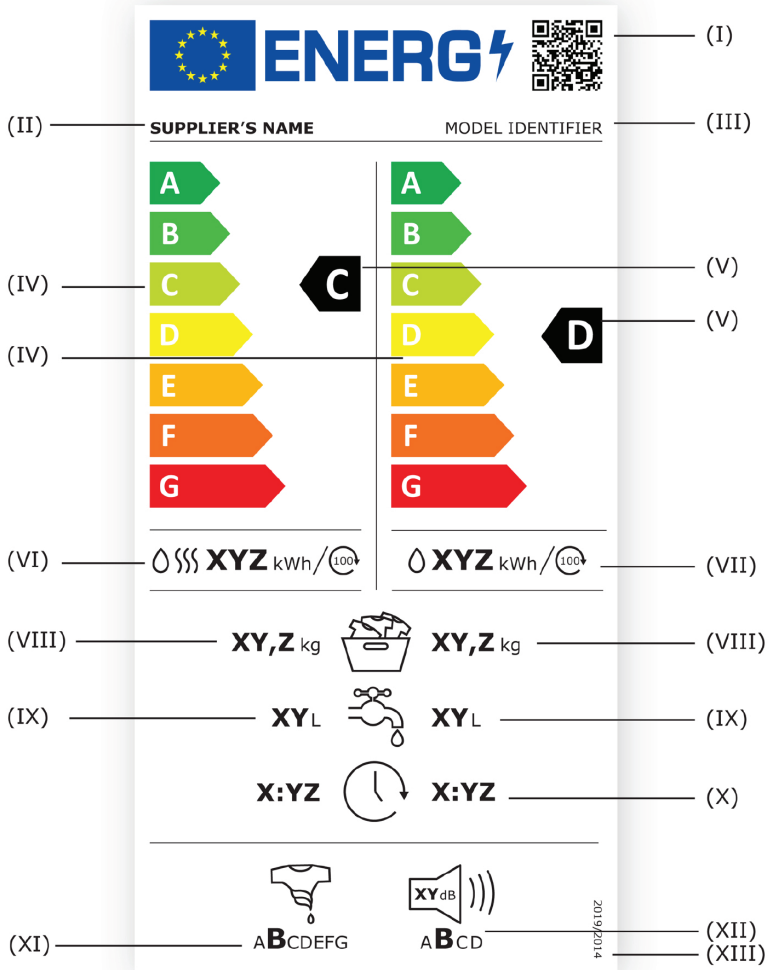 ENERG (I)
(II) SUPPLIER'S NAME MODEL IDENTIFIER (III)
A A
B B
(IV) C C C (V)
D D D (V)
(IV)
E E
F F
G G
(VI) XYZ kWh/100 XYZ kWh/100 (VII)
(VIII) XY,Z kg XY,Z kg (VIII)
(IX) XY L XY L (IX)
X:YZ X:YZ (X)
XY dB
2019/2014
(XI) ABCDEFG ABCD (XII)
(XIII)